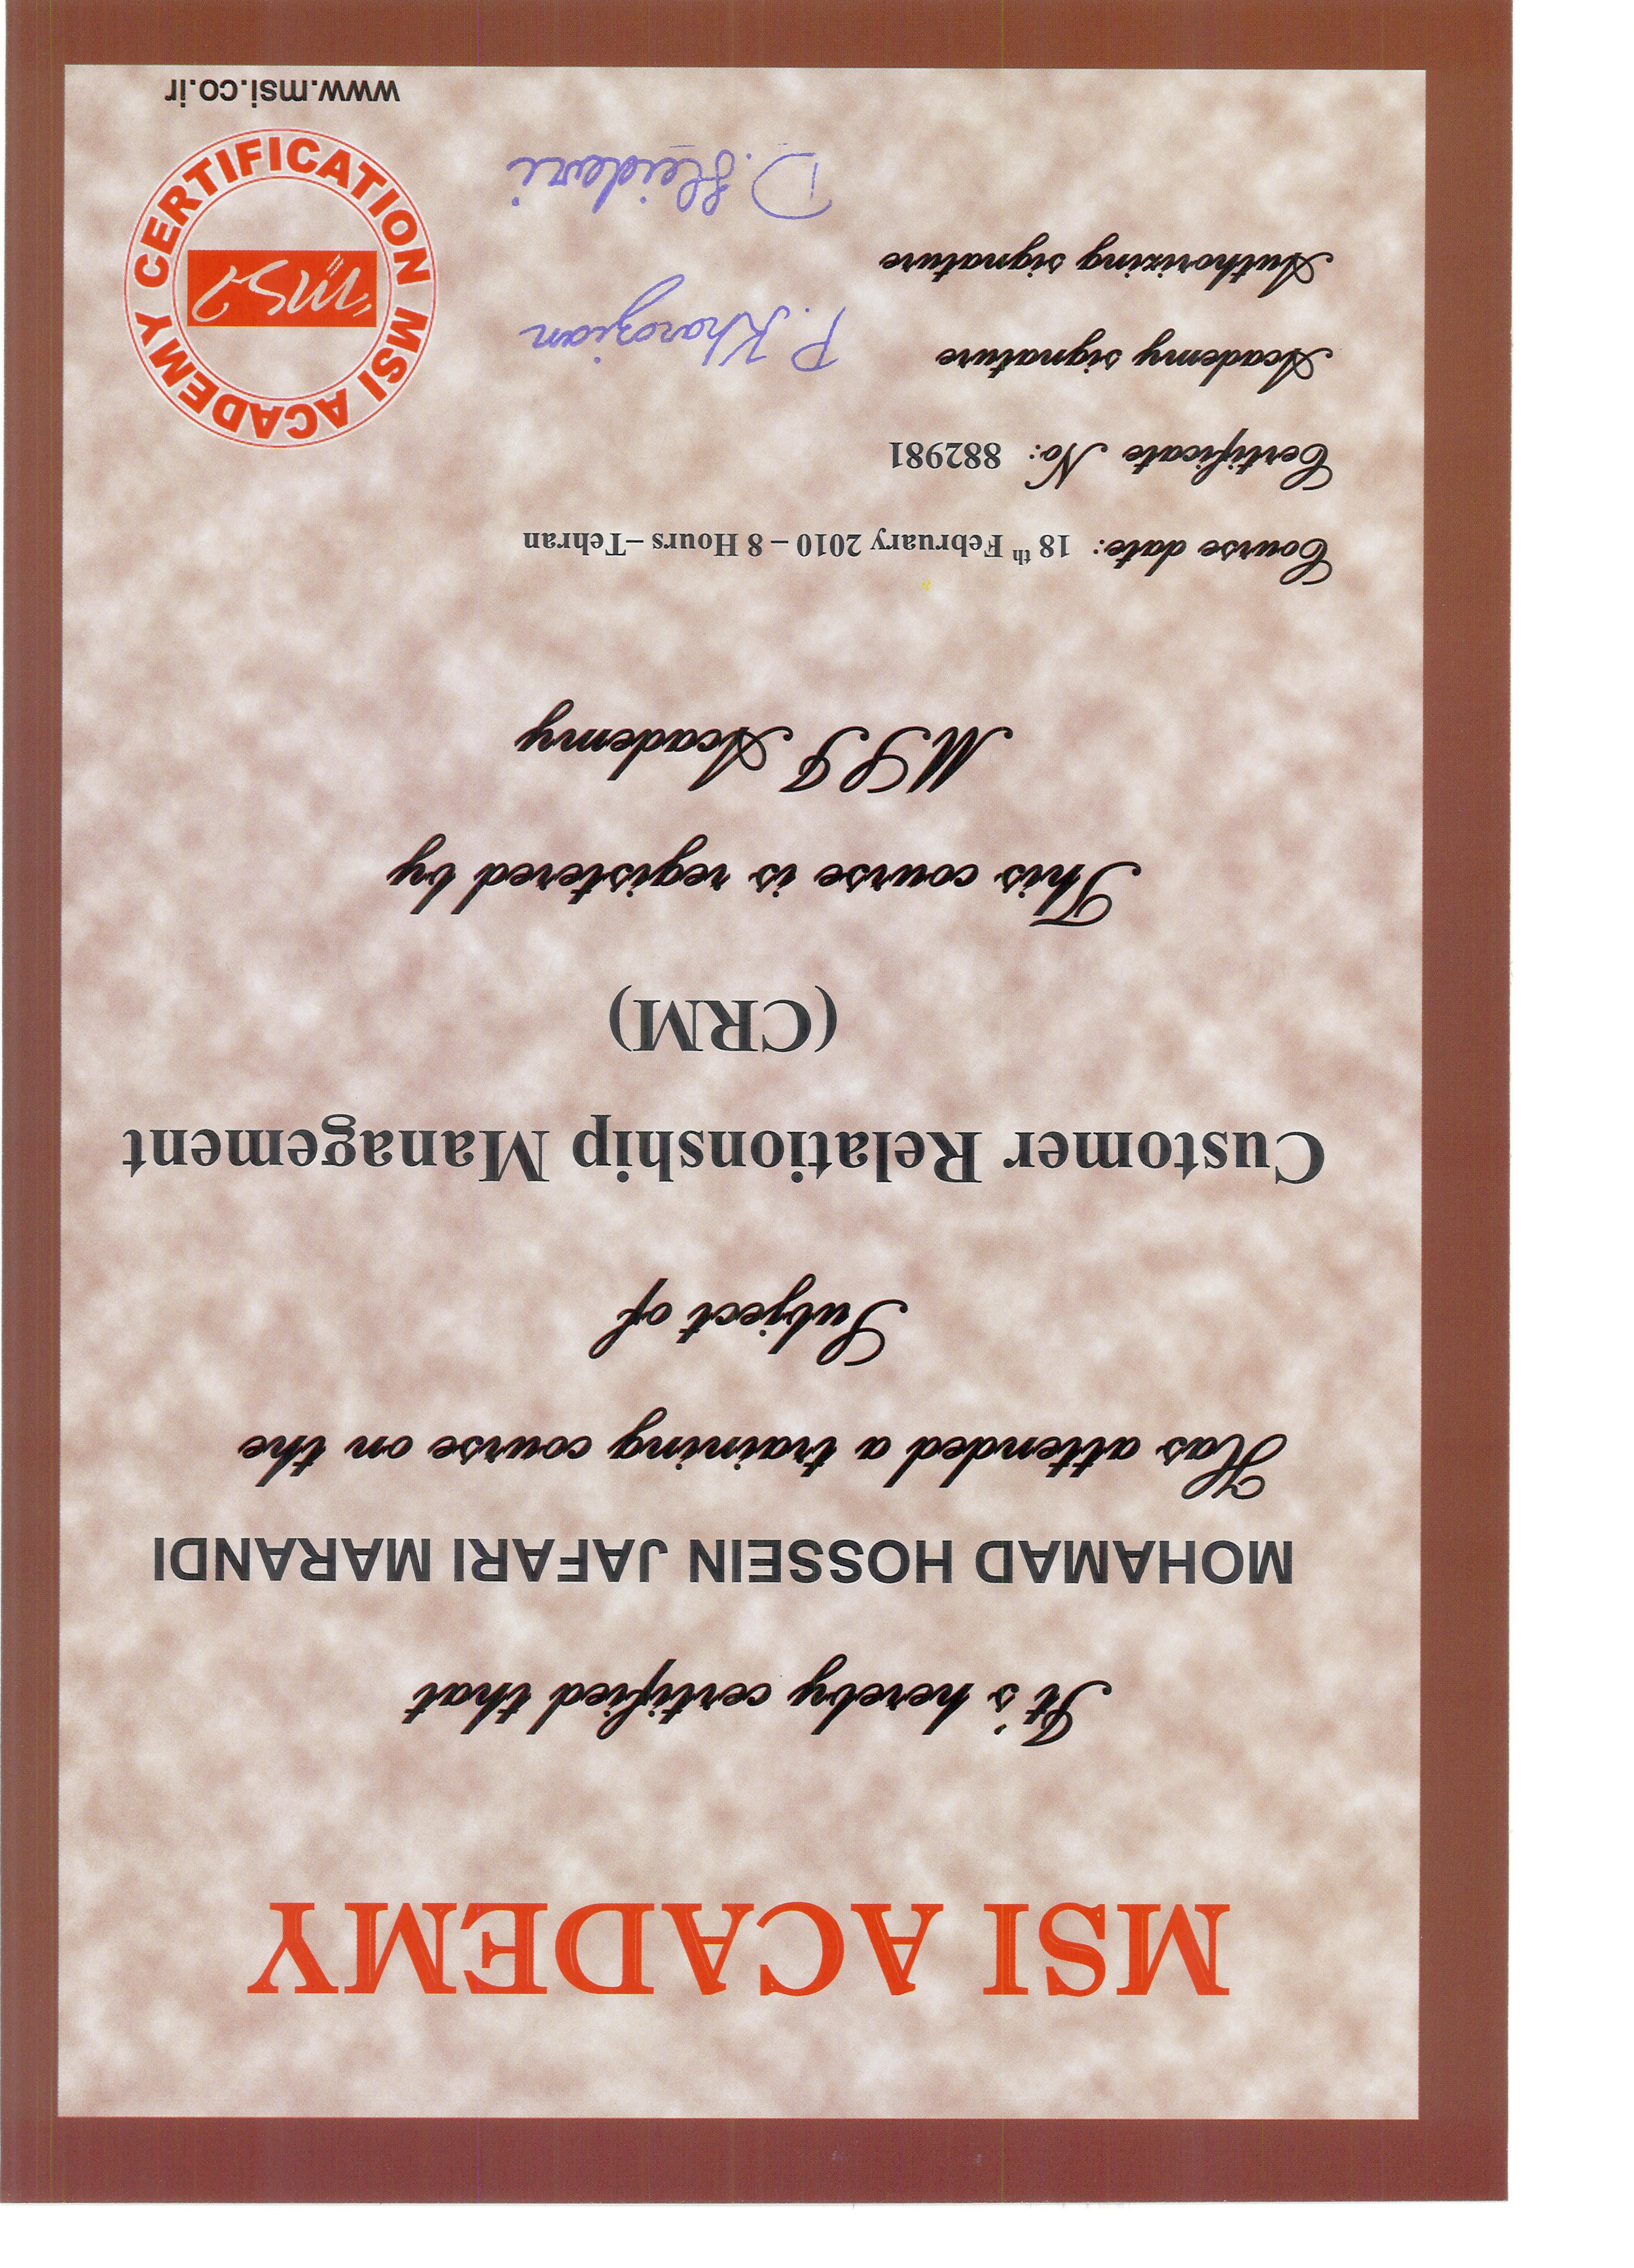 MSI ACADEMY
It's hereby certified that
MOHAMAD HOSSEIN JAFARI MARANDI
Has attended a training course on the
Subject of
Customer Relationship Management
(CRM)
This course is registered by
MSI Academy
Course date: 18 th February 2010 – 8 Hours –Tehran
Certificate No: 882981
Academy signature P. Kharazian
Authorizing signature
D. Heidari
MSI ACADEMY CERTIFICATION
MSI
www.msi.co.ir